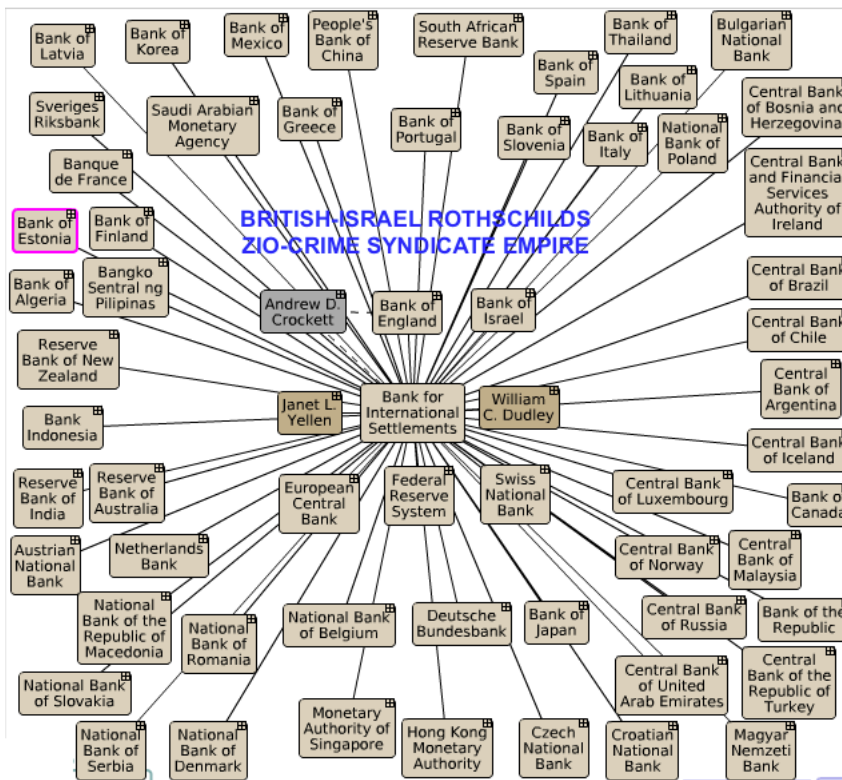 Bank of
Latvia
Bank of
Korea
Bank of
Mexico
People's
Bank of
China
South African
Reserve Bank
Bank of
Spain
Bank of
Thailand
Bulgarian
National
Bank
Bank of
Lithuania
Sveriges
Riksbank
Saudi Arabian
Monetary
Agency
Bank of
Greece
Bank of
Portugal
Bank of
Slovenia
Bank of
Italy
National
Bank of
Poland
Central Bank
of Bosnia and
Herzegovina
Banque
de France
Central Bank
and Financial
Services
Authority of
Ireland
Bank of
Estonia
Bank of
Finland
BRITISH-ISRAEL ROTHSCHILDS
ZIO-CRIME SYNDICATE EMPIRE
Bank of
Algeria
Bangko
Sentral ng
Pilipinas
Central Bank
of Brazil
Andrew D.
Crockett
Bank of
England
Bank of
Israel
Central Bank
of Chile
Reserve
Bank of New
Zealand
Janet L.
Yellen
Bank for
International
Settlements
William
C. Dudley
Central
Bank of
Argentina
Bank
Indonesia
Central Bank
of Iceland
Reserve
Bank of
India
Reserve
Bank of
Australia
European
Central
Bank
Federal
Reserve
System
Swiss
National
Bank
Central Bank
of Luxembourg
Bank of
Canada
Austrian
National
Bank
Netherlands
Bank
Central Bank
of Norway
Central
Bank of
Malaysia
National
Bank of the
Republic of
Macedonia
National
Bank of
Romania
National Bank
of Belgium
Deutsche
Bundesbank
Bank of
Japan
Central Bank
of Russia
Bank of the
Republic
National Bank
of Slovakia
Central Bank
of United
Arab Emirates
Central
Bank of the
Republic of
Turkey
National
Bank of
Serbia
National
Bank of
Denmark
Monetary
Authority of
Singapore
Hong Kong
Monetary
Authority
Czech
National
Bank
Croatian
National
Bank
Magyar
Nemzeti
Bank